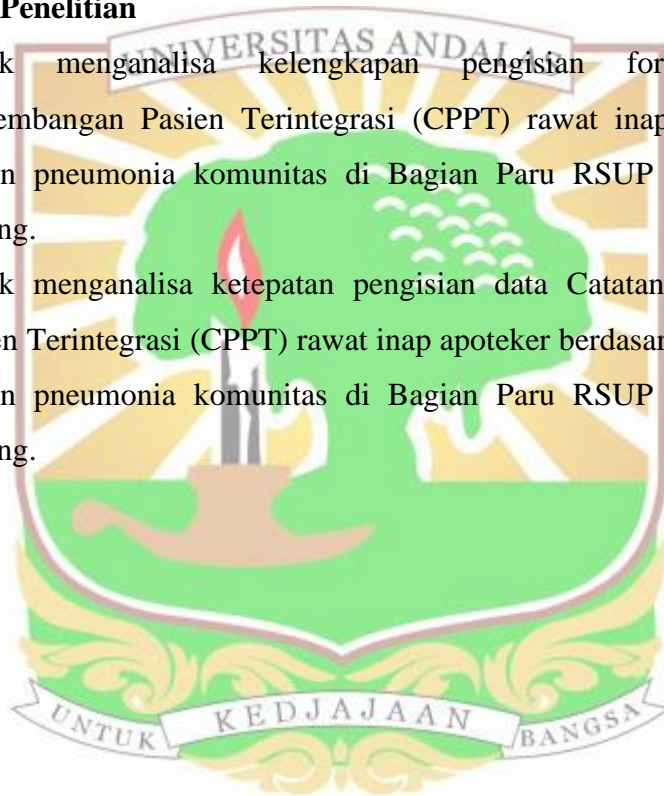 Penelitian
UNIVERSITAS ANDALAS
k menganalisa kelengkapan pengisian for
embangan Pasien Terintegrasi (CPPT) rawat inap
n pneumonia komunitas di Bagian Paru RSUP
ng.
k menganalisa ketepatan pengisian data Catatan
en Terintegrasi (CPPT) rawat inap apoteker berdasar
n pneumonia komunitas di Bagian Paru RSUP
ng.
UNTUK KEDJAJAAN BANGSA